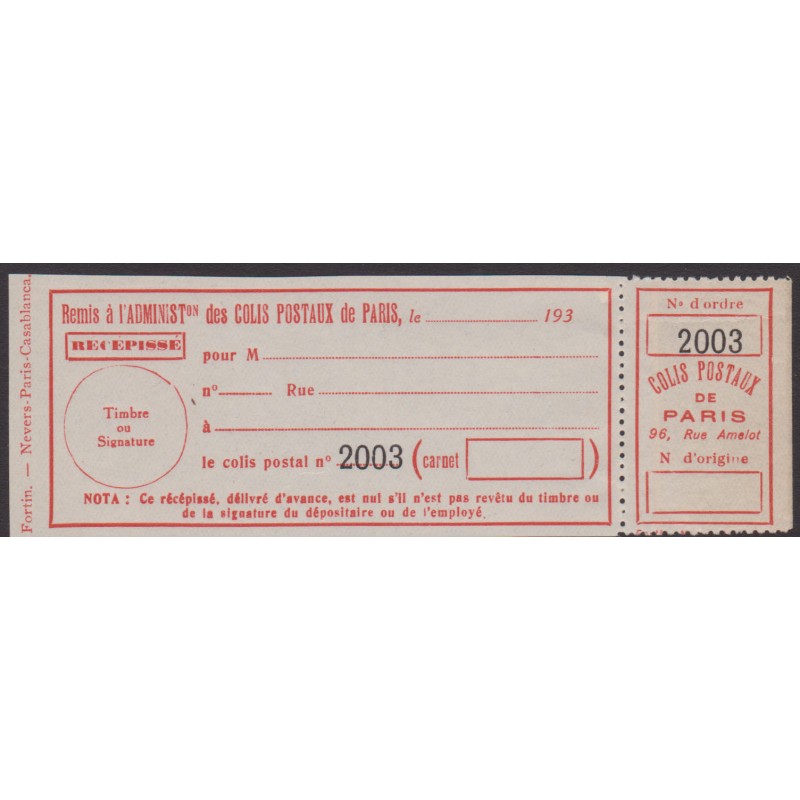 Fortin. — Nevers-Paris-Casablanca.
Remis à l'ADMINISTon des COLIS POSTAUX de PARIS, le 193
RÉCÉPISSÉ
pour M
n° Rue
Timbre
ou
Signature
à
le colis postal n° 2003 (carnet )
NOTA : Ce récépissé, délivré d'avance, est nul s'il n'est pas revêtu du timbre ou
de la signature du dépositaire ou de l'employé.
N° d'ordre
2003
COLIS POSTAUX
DE
PARIS
96, Rue Amelot
N d'origine